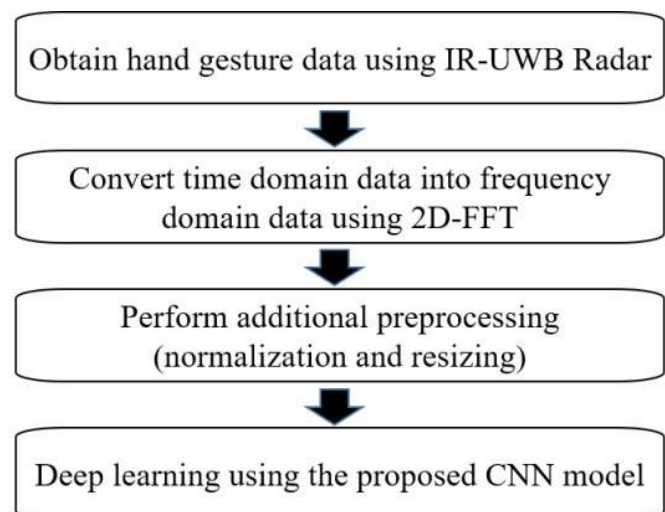 Obtain hand gesture data using IR-UWB Radar
Convert time domain data into frequency
domain data using 2D-FFT
Perform additional preprocessing
(normalization and resizing)
Deep learning using the proposed CNN model